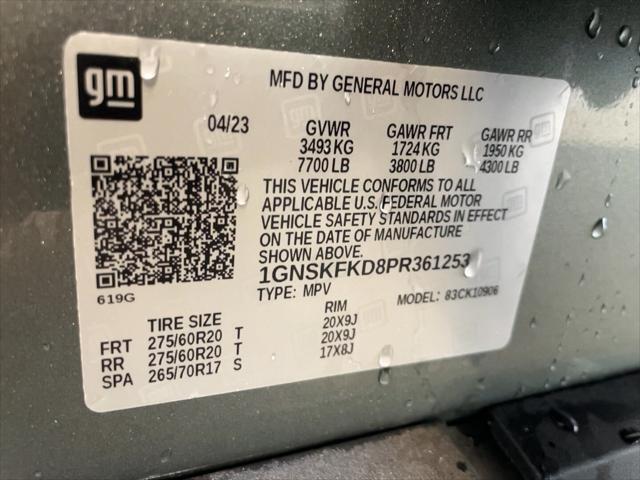 gm
MFD BY GENERAL MOTORS LLC
04/23 GVWR GAWR FRT GAWR RR
3493 KG 1724 KG 1950 KG
7700 LB 3800 LB 4300 LB
THIS VEHICLE CONFORMS TO ALL
APPLICABLE U.S. FEDERAL MOTOR
VEHICLE SAFETY STANDARDS IN EFFECT
ON THE DATE OF MANUFACTURE
SHOWN ABOVE.
1GNSKFKD8PR361253
619G
TYPE: MPV MODEL: 83CK10906
TIRE SIZE RIM
FRT 275/60R20 T 20X9J
RR 275/60R20 T 20X9J
SPA 265/70R17 S 17X8J